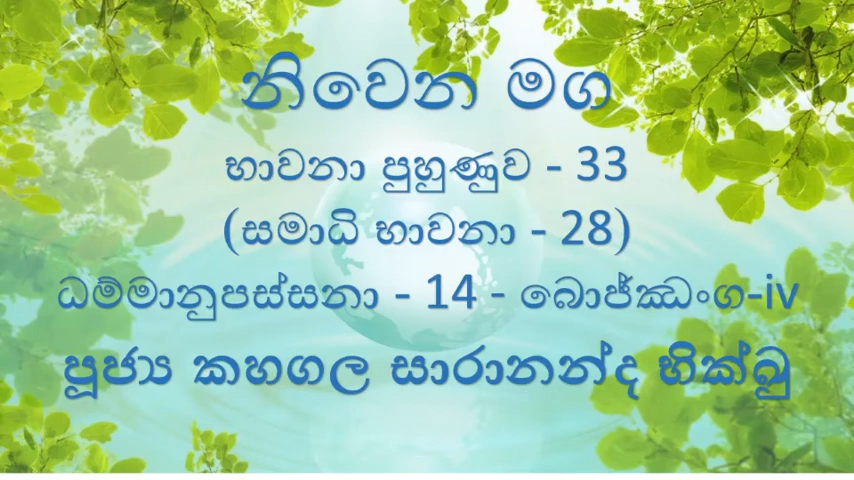 නිවෙන මග
භාවනා පුහුණුව - 33
(සමාධි භාවනා - 28)
ධම්මානුපස්සනා - 14 - බොජ්ඣංග-iv
පූජ්‍ය කහගල සාරානන්ද භික්ඛු